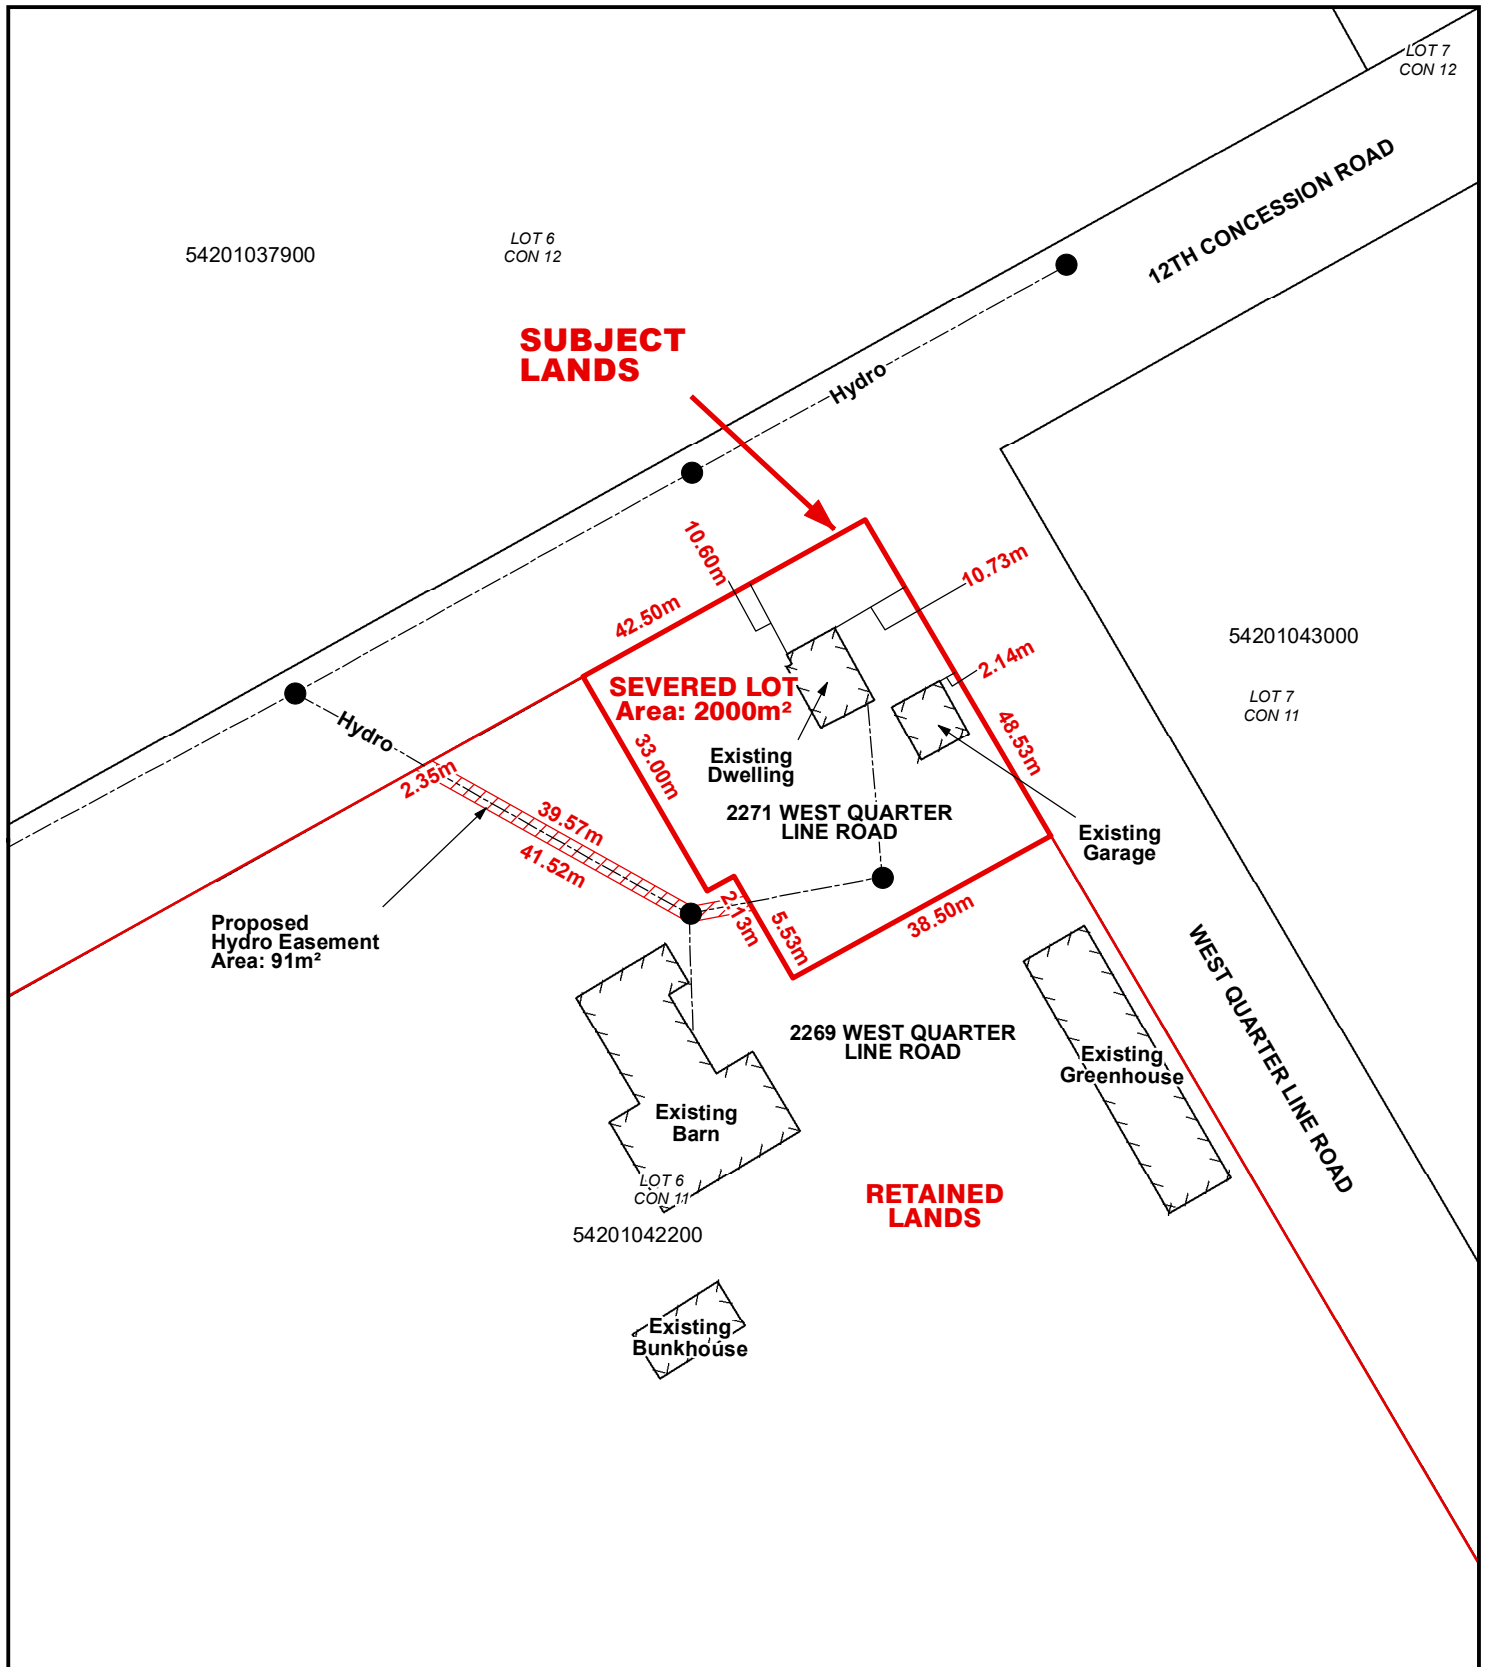 LOT 7
CON 12
12TH CONCESSION ROAD
54201037900
LOT 6
CON 12
SUBJECT
LANDS
Hydro
10.60m
10.73m
42.50m
54201043000
2.14m
SEVERED LOT
Area: 2000m²
LOT 7
CON 11
Hydro
33.00m
48.53m
Existing
Dwelling
2.35m
39.57m
2271 WEST QUARTER
LINE ROAD
Existing
Garage
41.52m
2.13m
5.53m
38.50m
Proposed
Hydro Easement
Area: 91m²
WEST QUARTER LINE ROAD
2269 WEST QUARTER
LINE ROAD
Existing
Greenhouse
Existing
Barn
LOT 6
CON 11
RETAINED
LANDS
54201042200
Existing
Bunkhouse